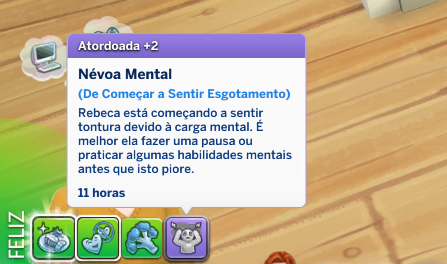 Atordoada +2
Névoa Mental
(De Começar a Sentir Esgotamento)
Rebeca está começando a sentir
tontura devido à carga mental. É
melhor ela fazer uma pausa ou
praticar algumas habilidades mentais
antes que isto piore.
11 horas
FELIZ